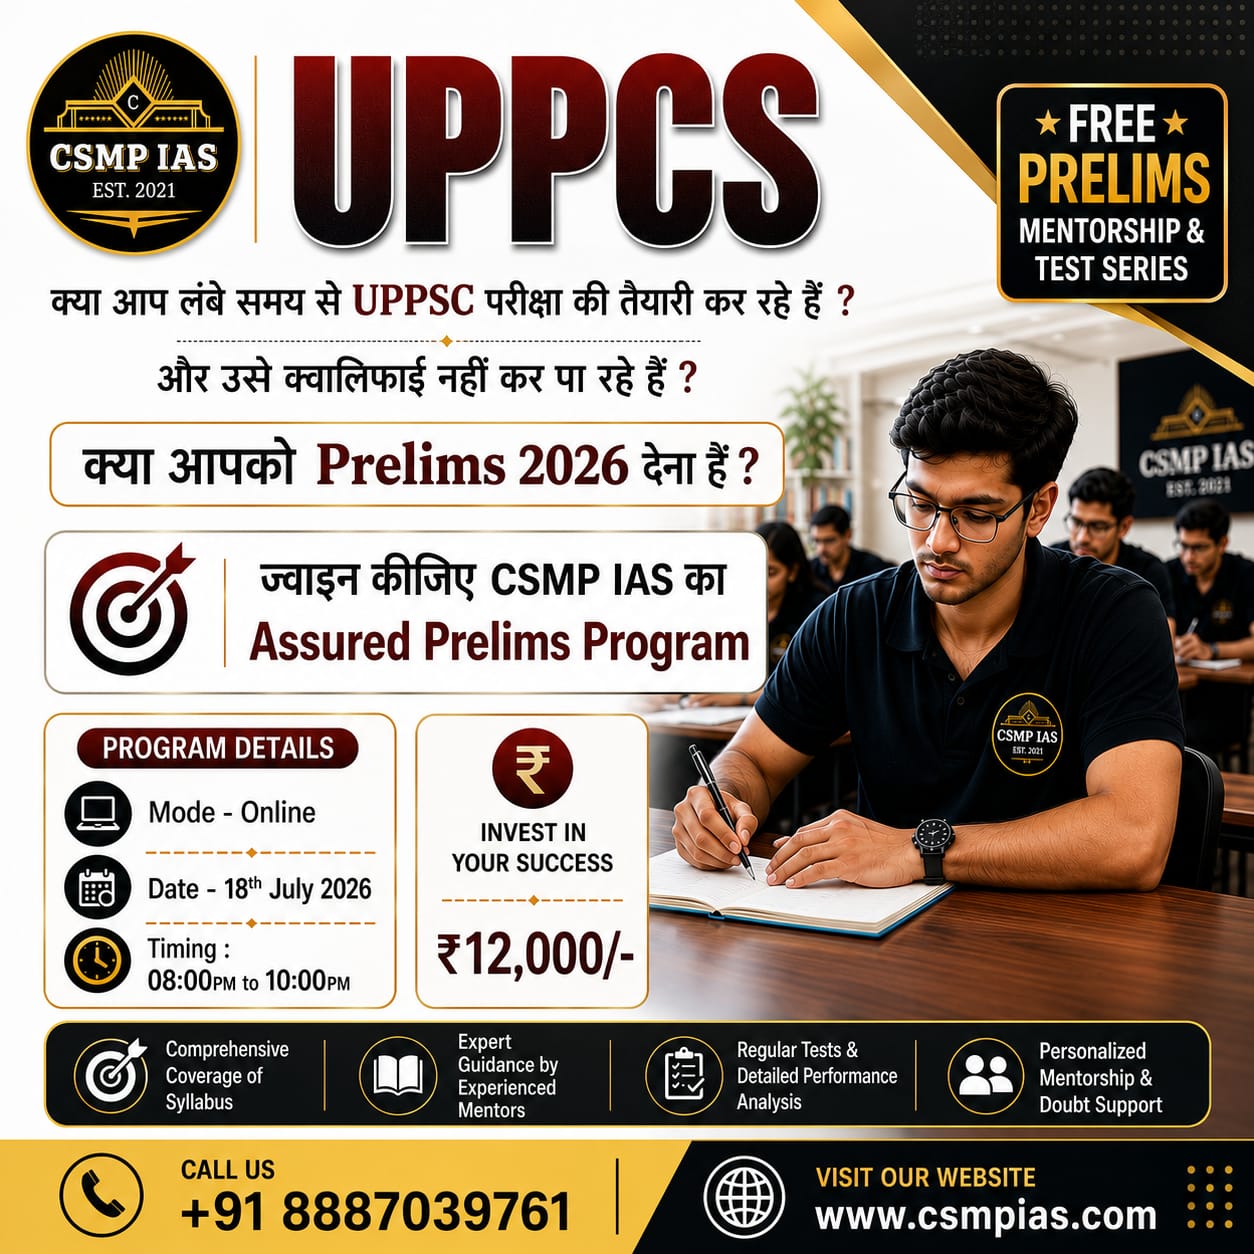 C
CSMP IAS
EST. 2021
UPPCS
FREE
PRELIMS
MENTORSHIP &
TEST SERIES
क्या आप लंबे समय से UPPSC परीक्षा की तैयारी कर रहे हैं ?
और उसे क्वालिफाई नहीं कर पा रहे हैं ?
क्या आपको Prelims 2026 देना हैं ?
ज्वाइन कीजिए CSMP IAS का
Assured Prelims Program
CSMP IAS
EST. 2021
CSMP IAS
EST. 2021
PROGRAM DETAILS
Mode - Online
Date - 18th July 2026
Timing :
08:00PM to 10:00PM
₹
INVEST IN
YOUR SUCCESS
₹12,000/-
Comprehensive
Coverage of
Syllabus
Expert
Guidance by
Experienced
Mentors
Regular Tests &
Detailed Performance
Analysis
Personalized
Mentorship &
Doubt Support
CALL US
+91 8887039761
VISIT OUR WEBSITE
www.csmpias.com